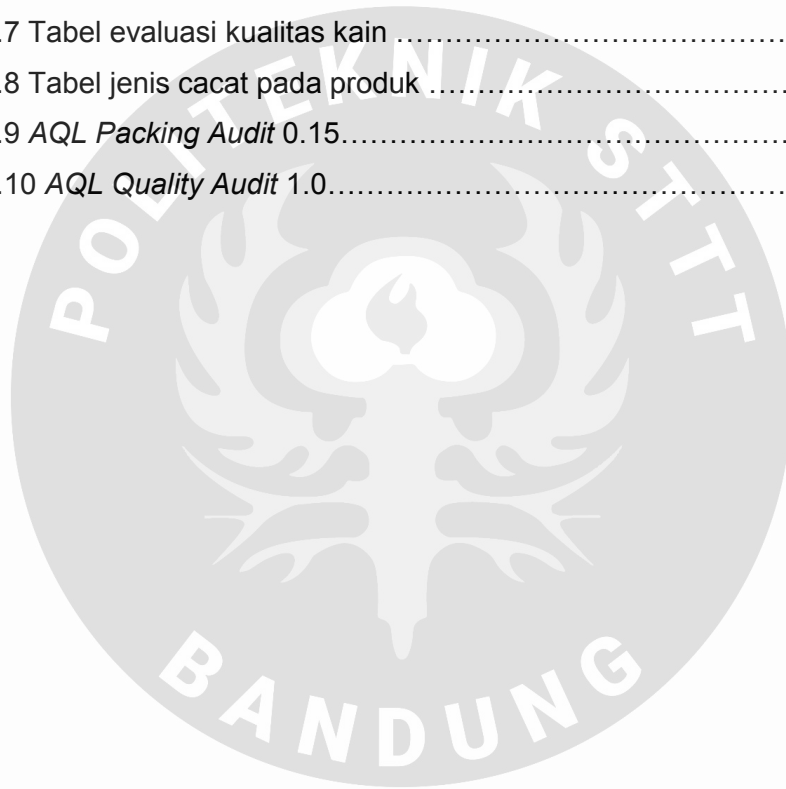 .7 Tabel evaluasi kualitas kain ……………………………………
.8 Tabel jenis cacat pada produk …………………………………
.9 AQL Packing Audit 0.15…………………………………………
.10 AQL Quality Audit 1.0……………………………………………
POLITEKNIK STTT
BANDUNG